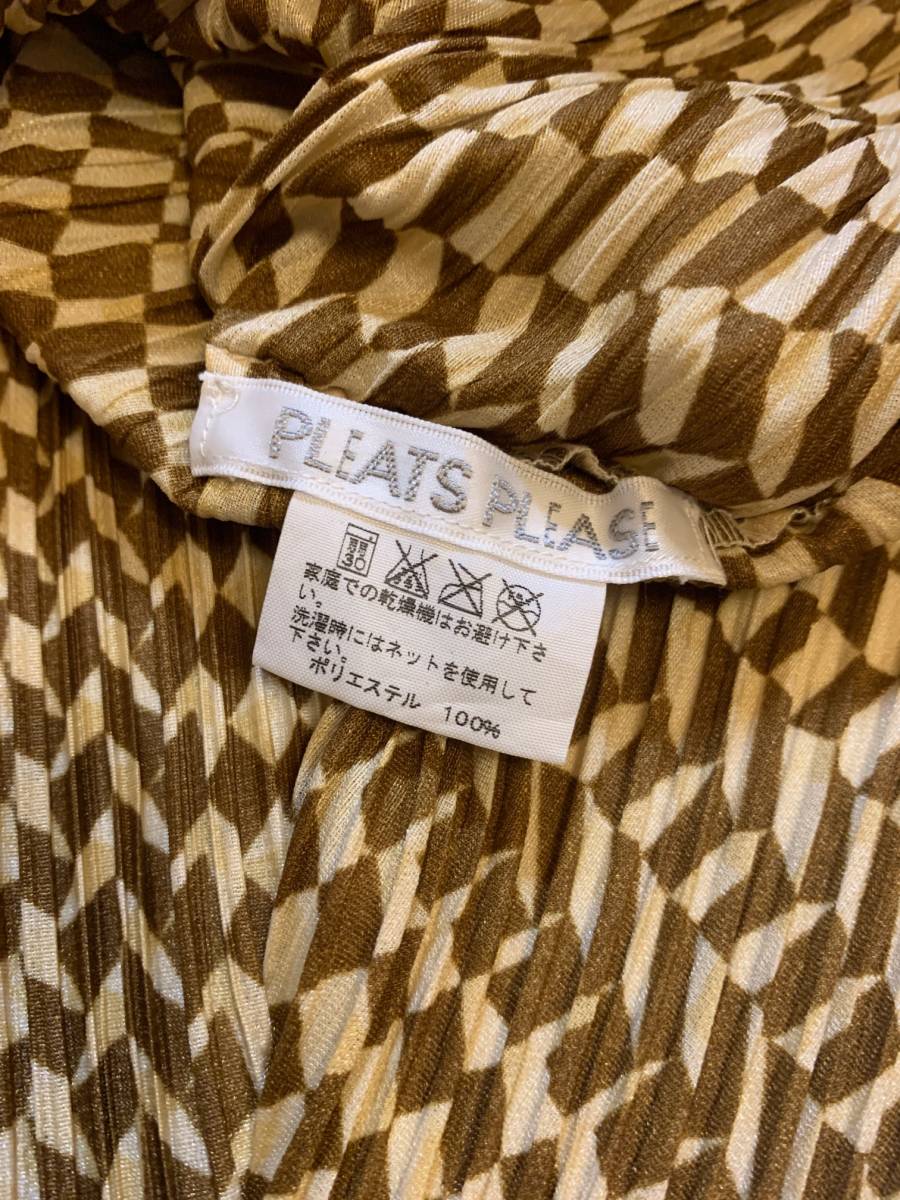 PLEATS PLEASE
弱
30
家庭での乾燥機はお避け下さ
い。
洗濯時にはネットを使用して
下さい。
ポリエステル 100%